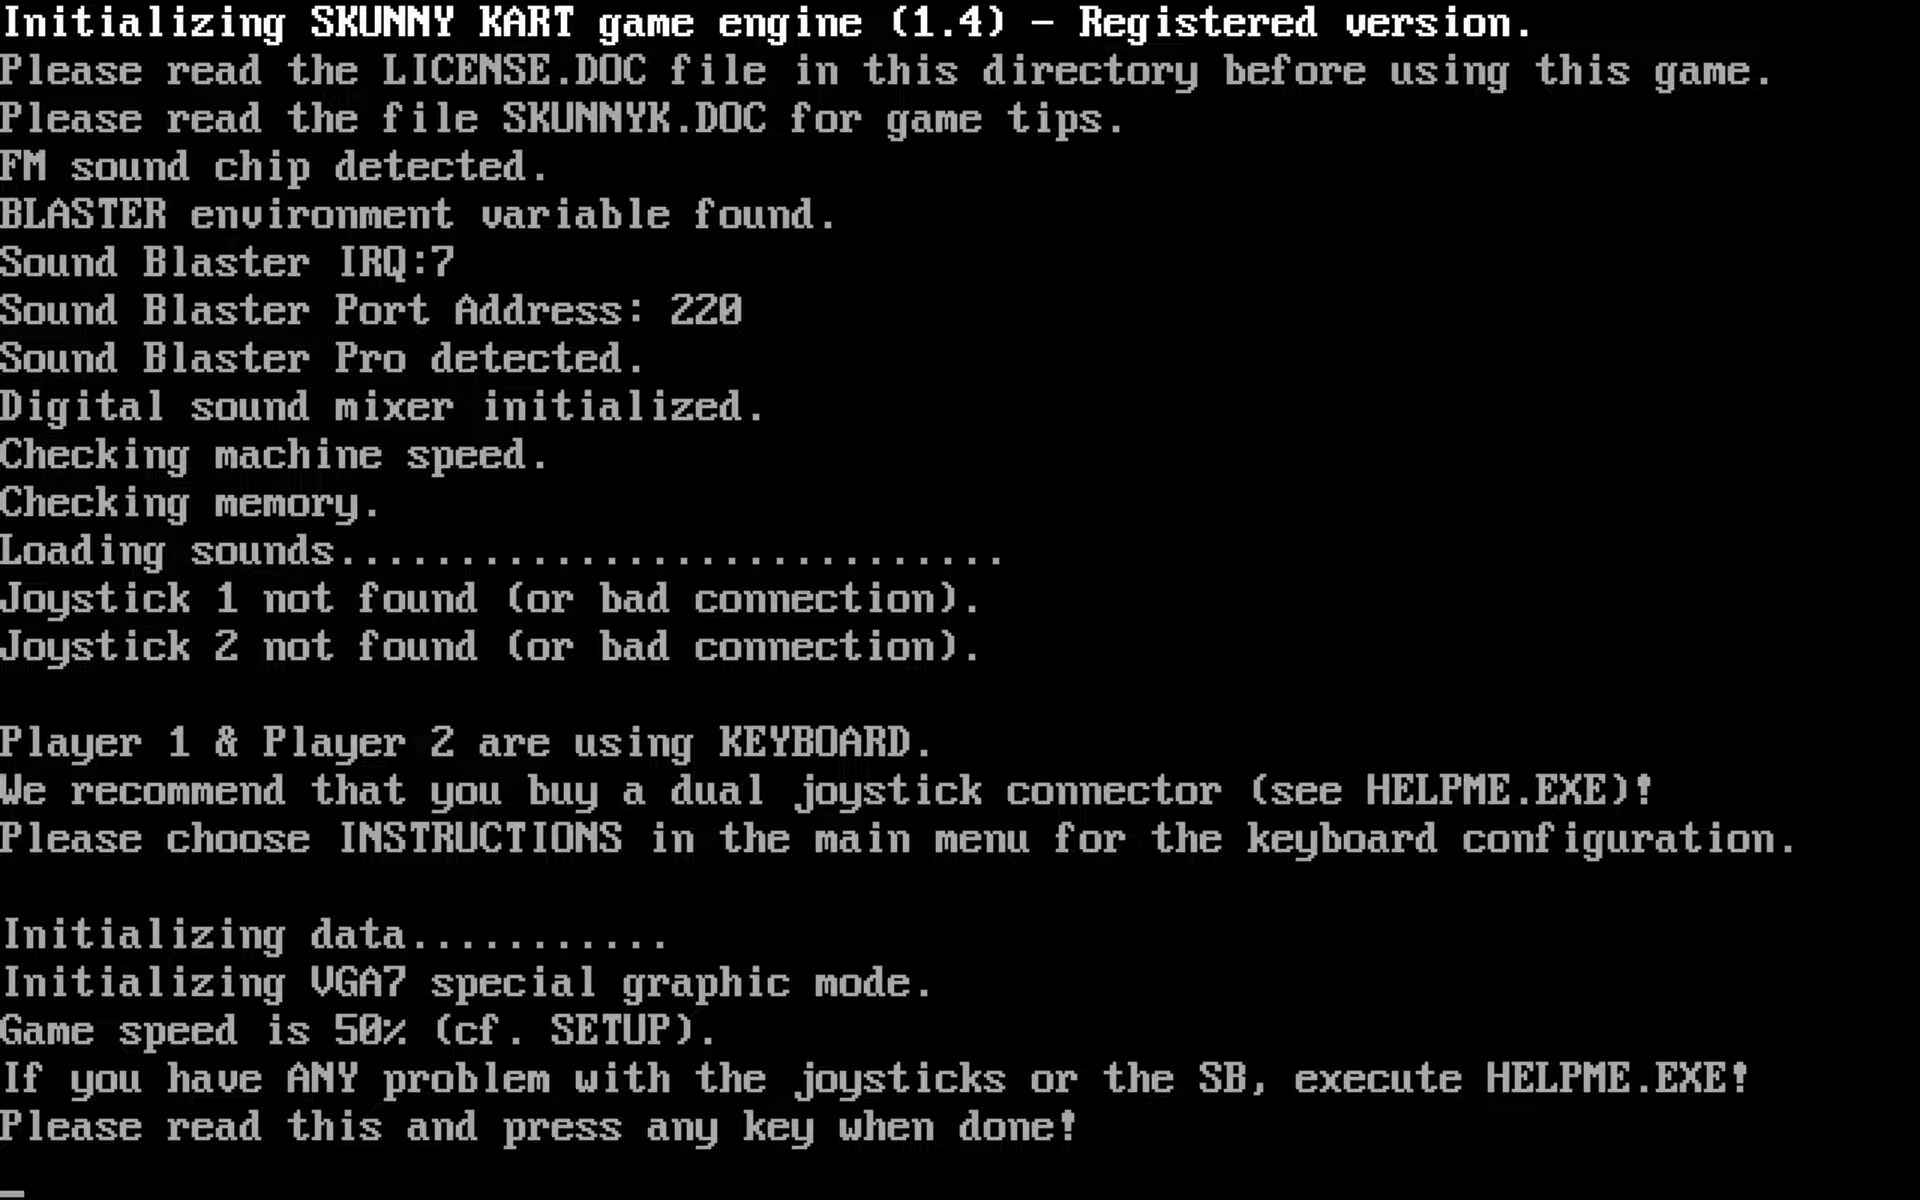 Initializing SKUNNY KART game engine (1.4) - Registered version.
Please read the LICENSE.DOC file in this directory before using this game.
Please read the file SKUNNYK.DOC for game tips.
FM sound chip detected.
BLASTER environment variable found.
Sound Blaster IRQ:7
Sound Blaster Port Address: 220
Sound Blaster Pro detected.
Digital sound mixer initialized.
Checking machine speed.
Checking memory.
Loading sounds............................
Joystick 1 not found (or bad connection).
Joystick 2 not found (or bad connection).
Player 1 & Player 2 are using KEYBOARD.
We recommend that you buy a dual joystick connector (see HELPME.EXE)!
Please choose INSTRUCTIONS in the main menu for the keyboard configuration.
Initializing data...........
Initializing VGA7 special graphic mode.
Game speed is 50% (cf. SETUP).
If you have ANY problem with the joysticks or the SB, execute HELPME.EXE!
Please read this and press any key when done!
_